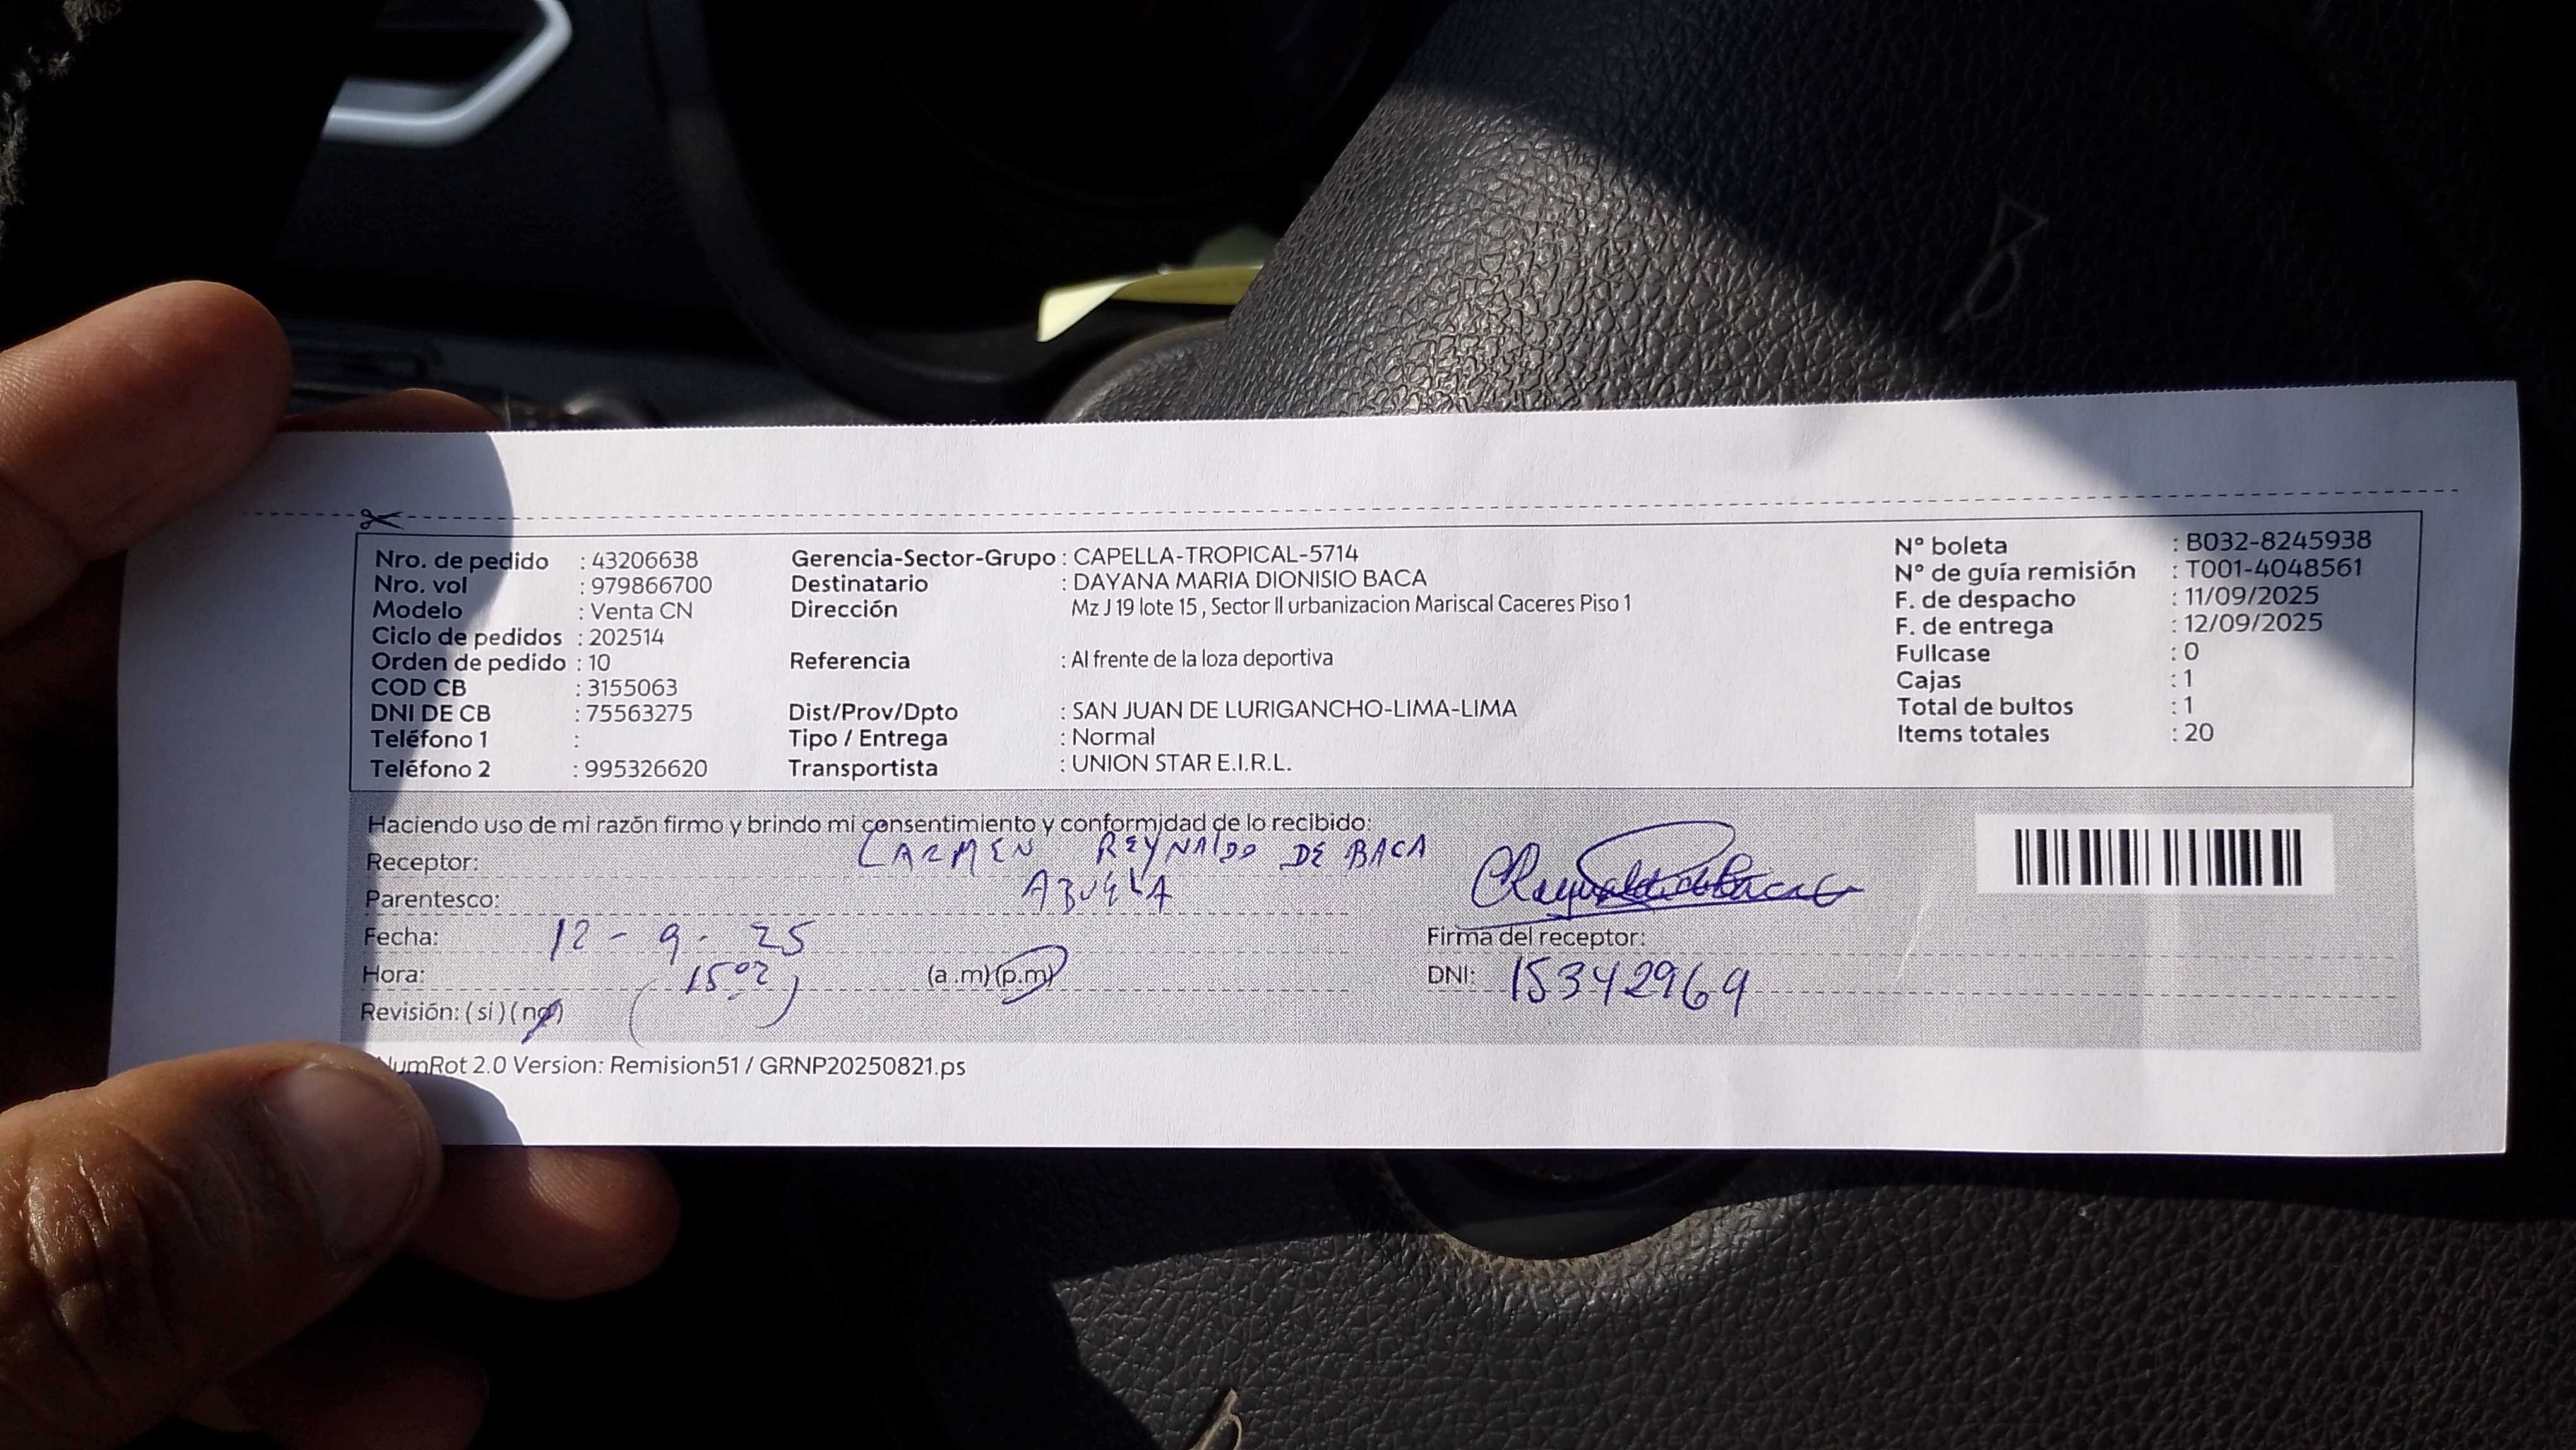 Nro. de pedido : 43206638
Nro. vol : 979866700
Modelo : Venta CN
Ciclo de pedidos : 202514
Orden de pedido : 10
COD CB : 3155063
DNI DE CB : 75563275
Teléfono 1 :
Teléfono 2 : 995326620
Gerencia-Sector-Grupo : CAPELLA-TROPICAL-5714
Destinatario : DAYANA MARIA DIONISIO BACA
Dirección Mz J 19 lote 15 , Sector II urbanizacion Mariscal Caceres Piso 1
Referencia : Al frente de la loza deportiva
Dist/Prov/Dpto : SAN JUAN DE LURIGANCHO-LIMA-LIMA
Tipo / Entrega : Normal
Transportista : UNION STAR E.I.R.L.
N° boleta : B032-8245938
N° de guía remisión : T001-4048561
F. de despacho : 11/09/2025
F. de entrega : 12/09/2025
Fullcase : 0
Cajas : 1
Total de bultos : 1
Items totales : 20
Haciendo uso de mi razón firmo y brindo mi consentimiento y conformidad de lo recibido:
Receptor: CARMEN REYNALDO DE BACA
Parentesco: ABUELA
Fecha: 12 - 9 - 25
Hora: 15:02 (a .m) (p.m)
Revisión: ( si ) ( no )
Firma del receptor:
DNI: 15342969
NumRot 2.0 Version: Remision51 / GRNP20250821.ps